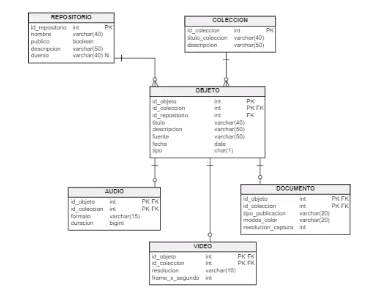 REPOSITORIO
id_repositorio int PK
nombre varchar(40)
publico boolean
descripcion varchar(50)
duenio varchar(40) N
COLECCION
id_coleccion int PK
titulo_coleccion varchar(40)
descripcion varchar(50)
OBJETO
id_objeto int PK
id_coleccion int PK FK
id_repositorio int FK
titulo varchar(40)
descripcion varchar(50)
fuente varchar(50)
fecha date
tipo char(1)
AUDIO
id_objeto int PK FK
id_coleccion int PK FK
formato varchar(15)
duracion bigint
DOCUMENTO
id_objeto int PK FK
id_coleccion int PK FK
tipo_publicacion varchar(20)
modos_color varchar(20)
resolucion_captura int
VIDEO
id_objeto int PK FK
id_coleccion int PK FK
resolucion varchar(10)
frame_x_segundo int